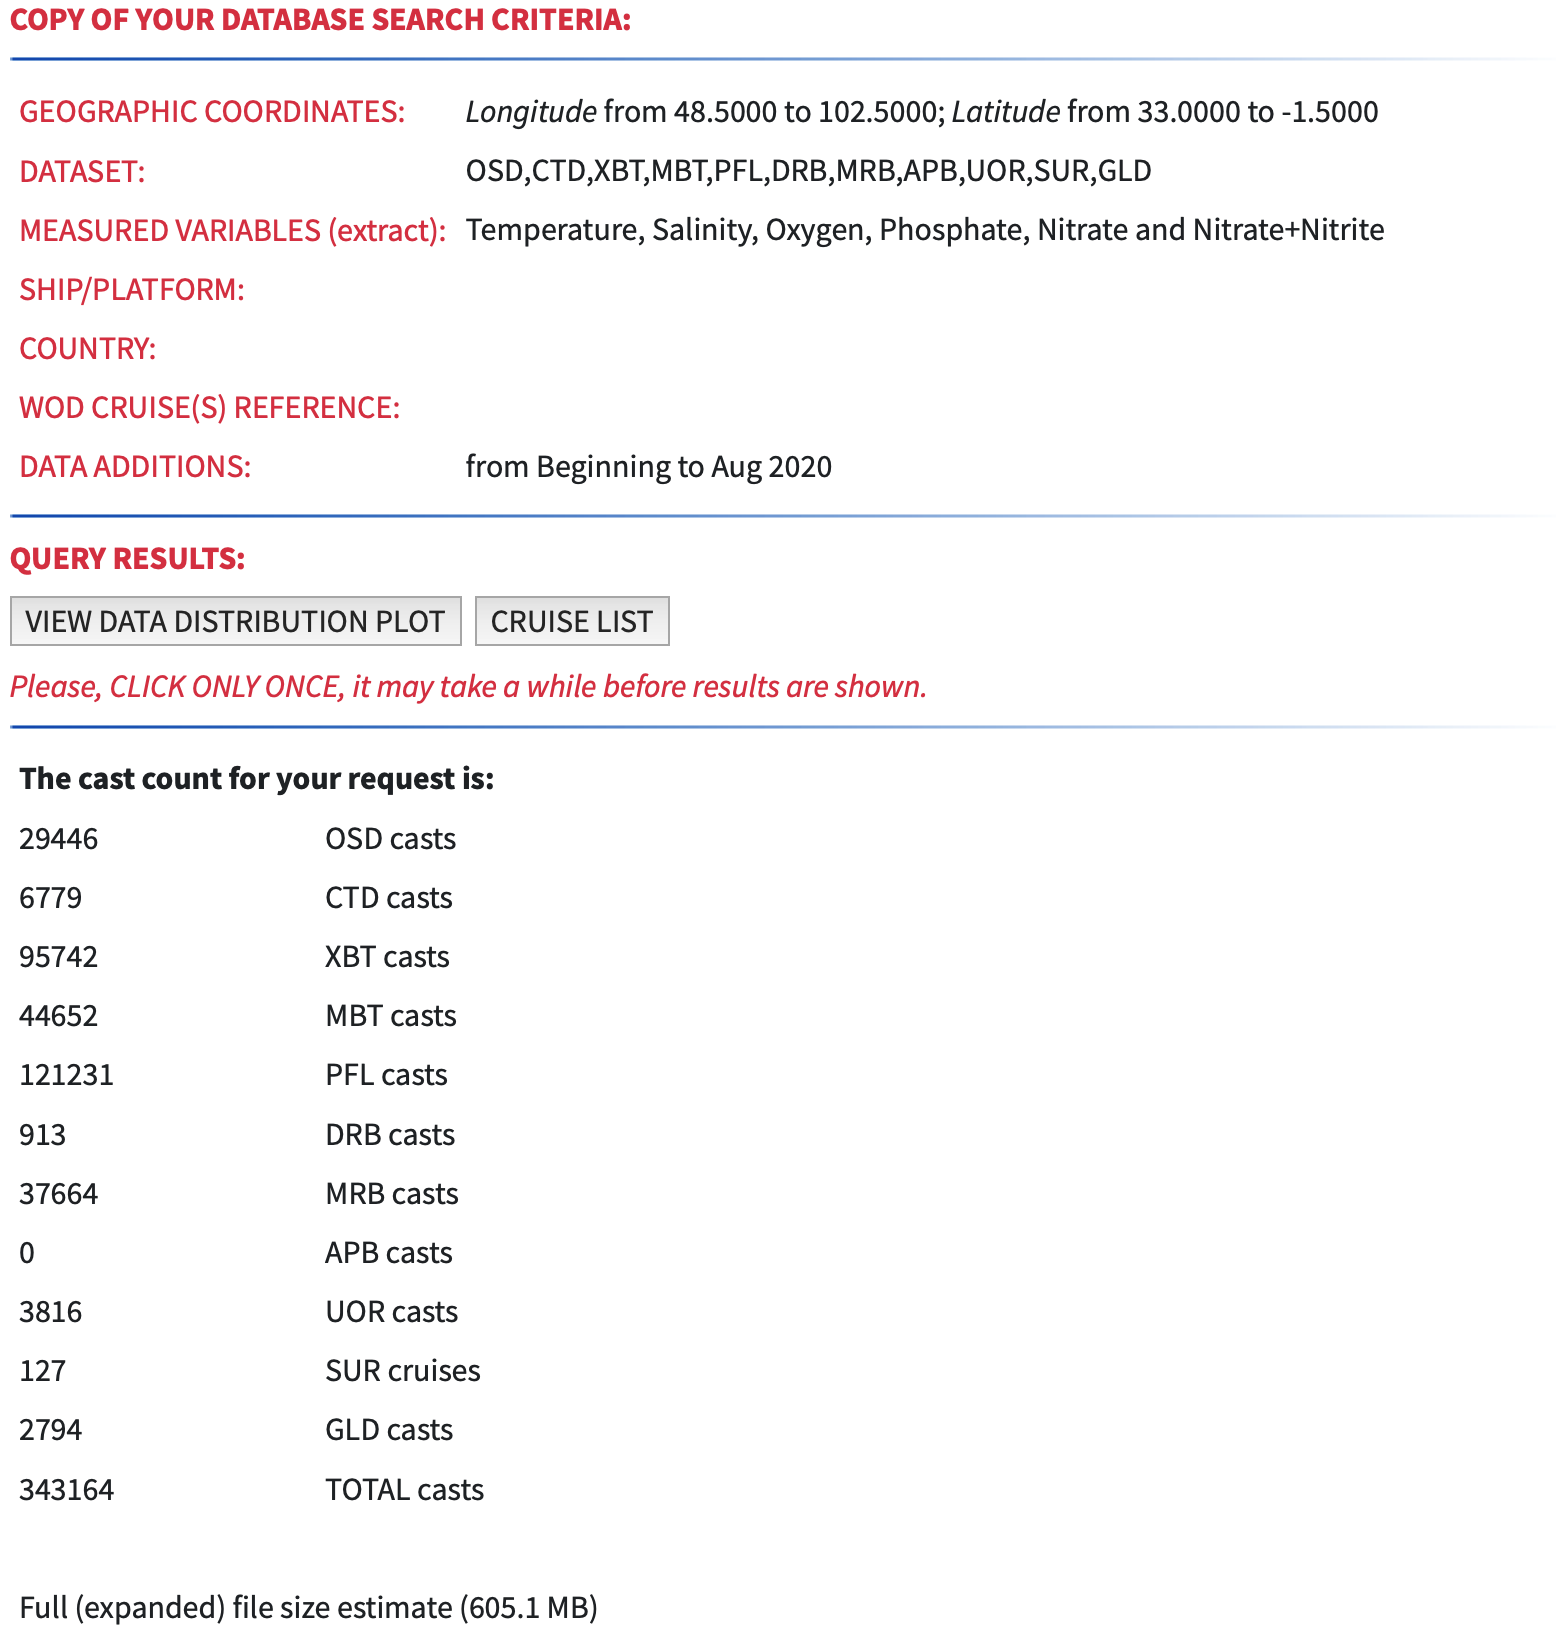 COPY OF YOUR DATABASE SEARCH CRITERIA:
GEOGRAPHIC COORDINATES: Longitude from 48.5000 to 102.5000; Latitude from 33.0000 to -1.5000
DATASET: OSD,CTD,XBT,MBT,PFL,DRB,MRB,APB,UOR,SUR,GLD
MEASURED VARIABLES (extract): Temperature, Salinity, Oxygen, Phosphate, Nitrate and Nitrate+Nitrite
SHIP/PLATFORM:
COUNTRY:
WOD CRUISE(S) REFERENCE:
DATA ADDITIONS: from Beginning to Aug 2020
QUERY RESULTS:
VIEW DATA DISTRIBUTION PLOT CRUISE LIST
Please, CLICK ONLY ONCE, it may take a while before results are shown.
The cast count for your request is:
29446 OSD casts
6779 CTD casts
95742 XBT casts
44652 MBT casts
121231 PFL casts
913 DRB casts
37664 MRB casts
0 APB casts
3816 UOR casts
127 SUR cruises
2794 GLD casts
343164 TOTAL casts
Full (expanded) file size estimate (605.1 MB)